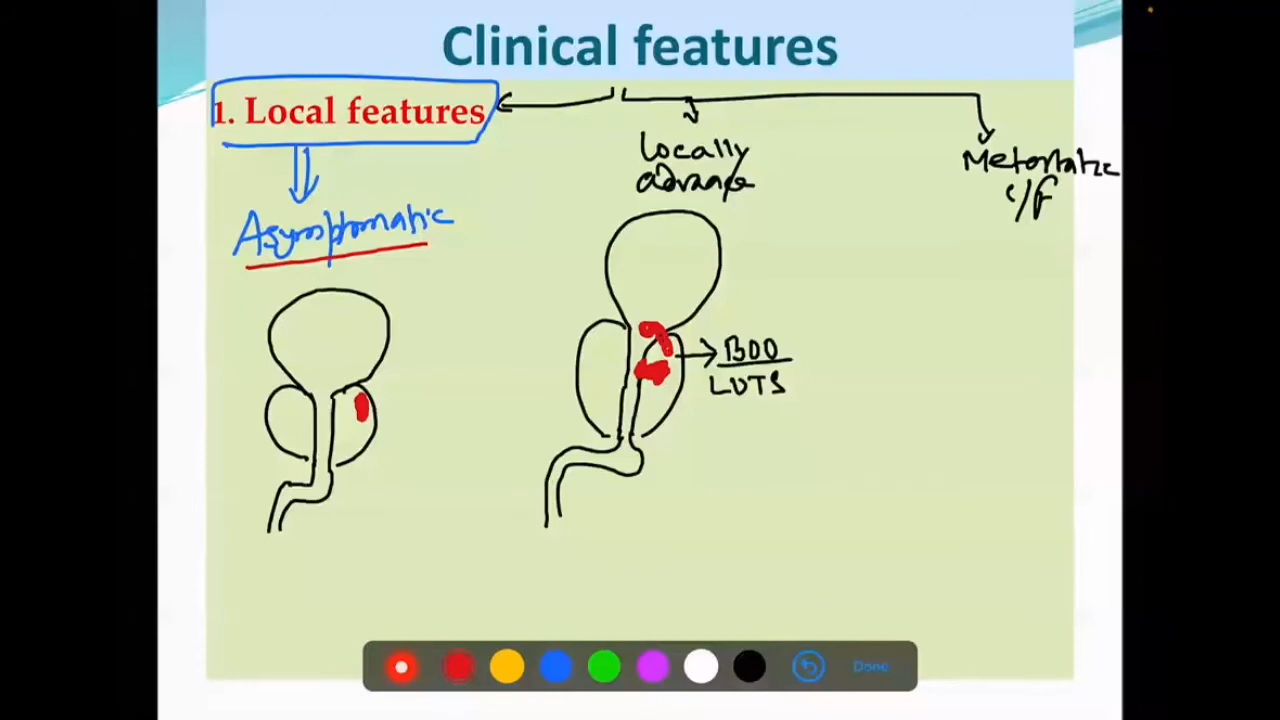 Clinical features
1. Local features
Locally
advance
Metastatic
c/f
Asymptomatic
BOO
LUTS
Done